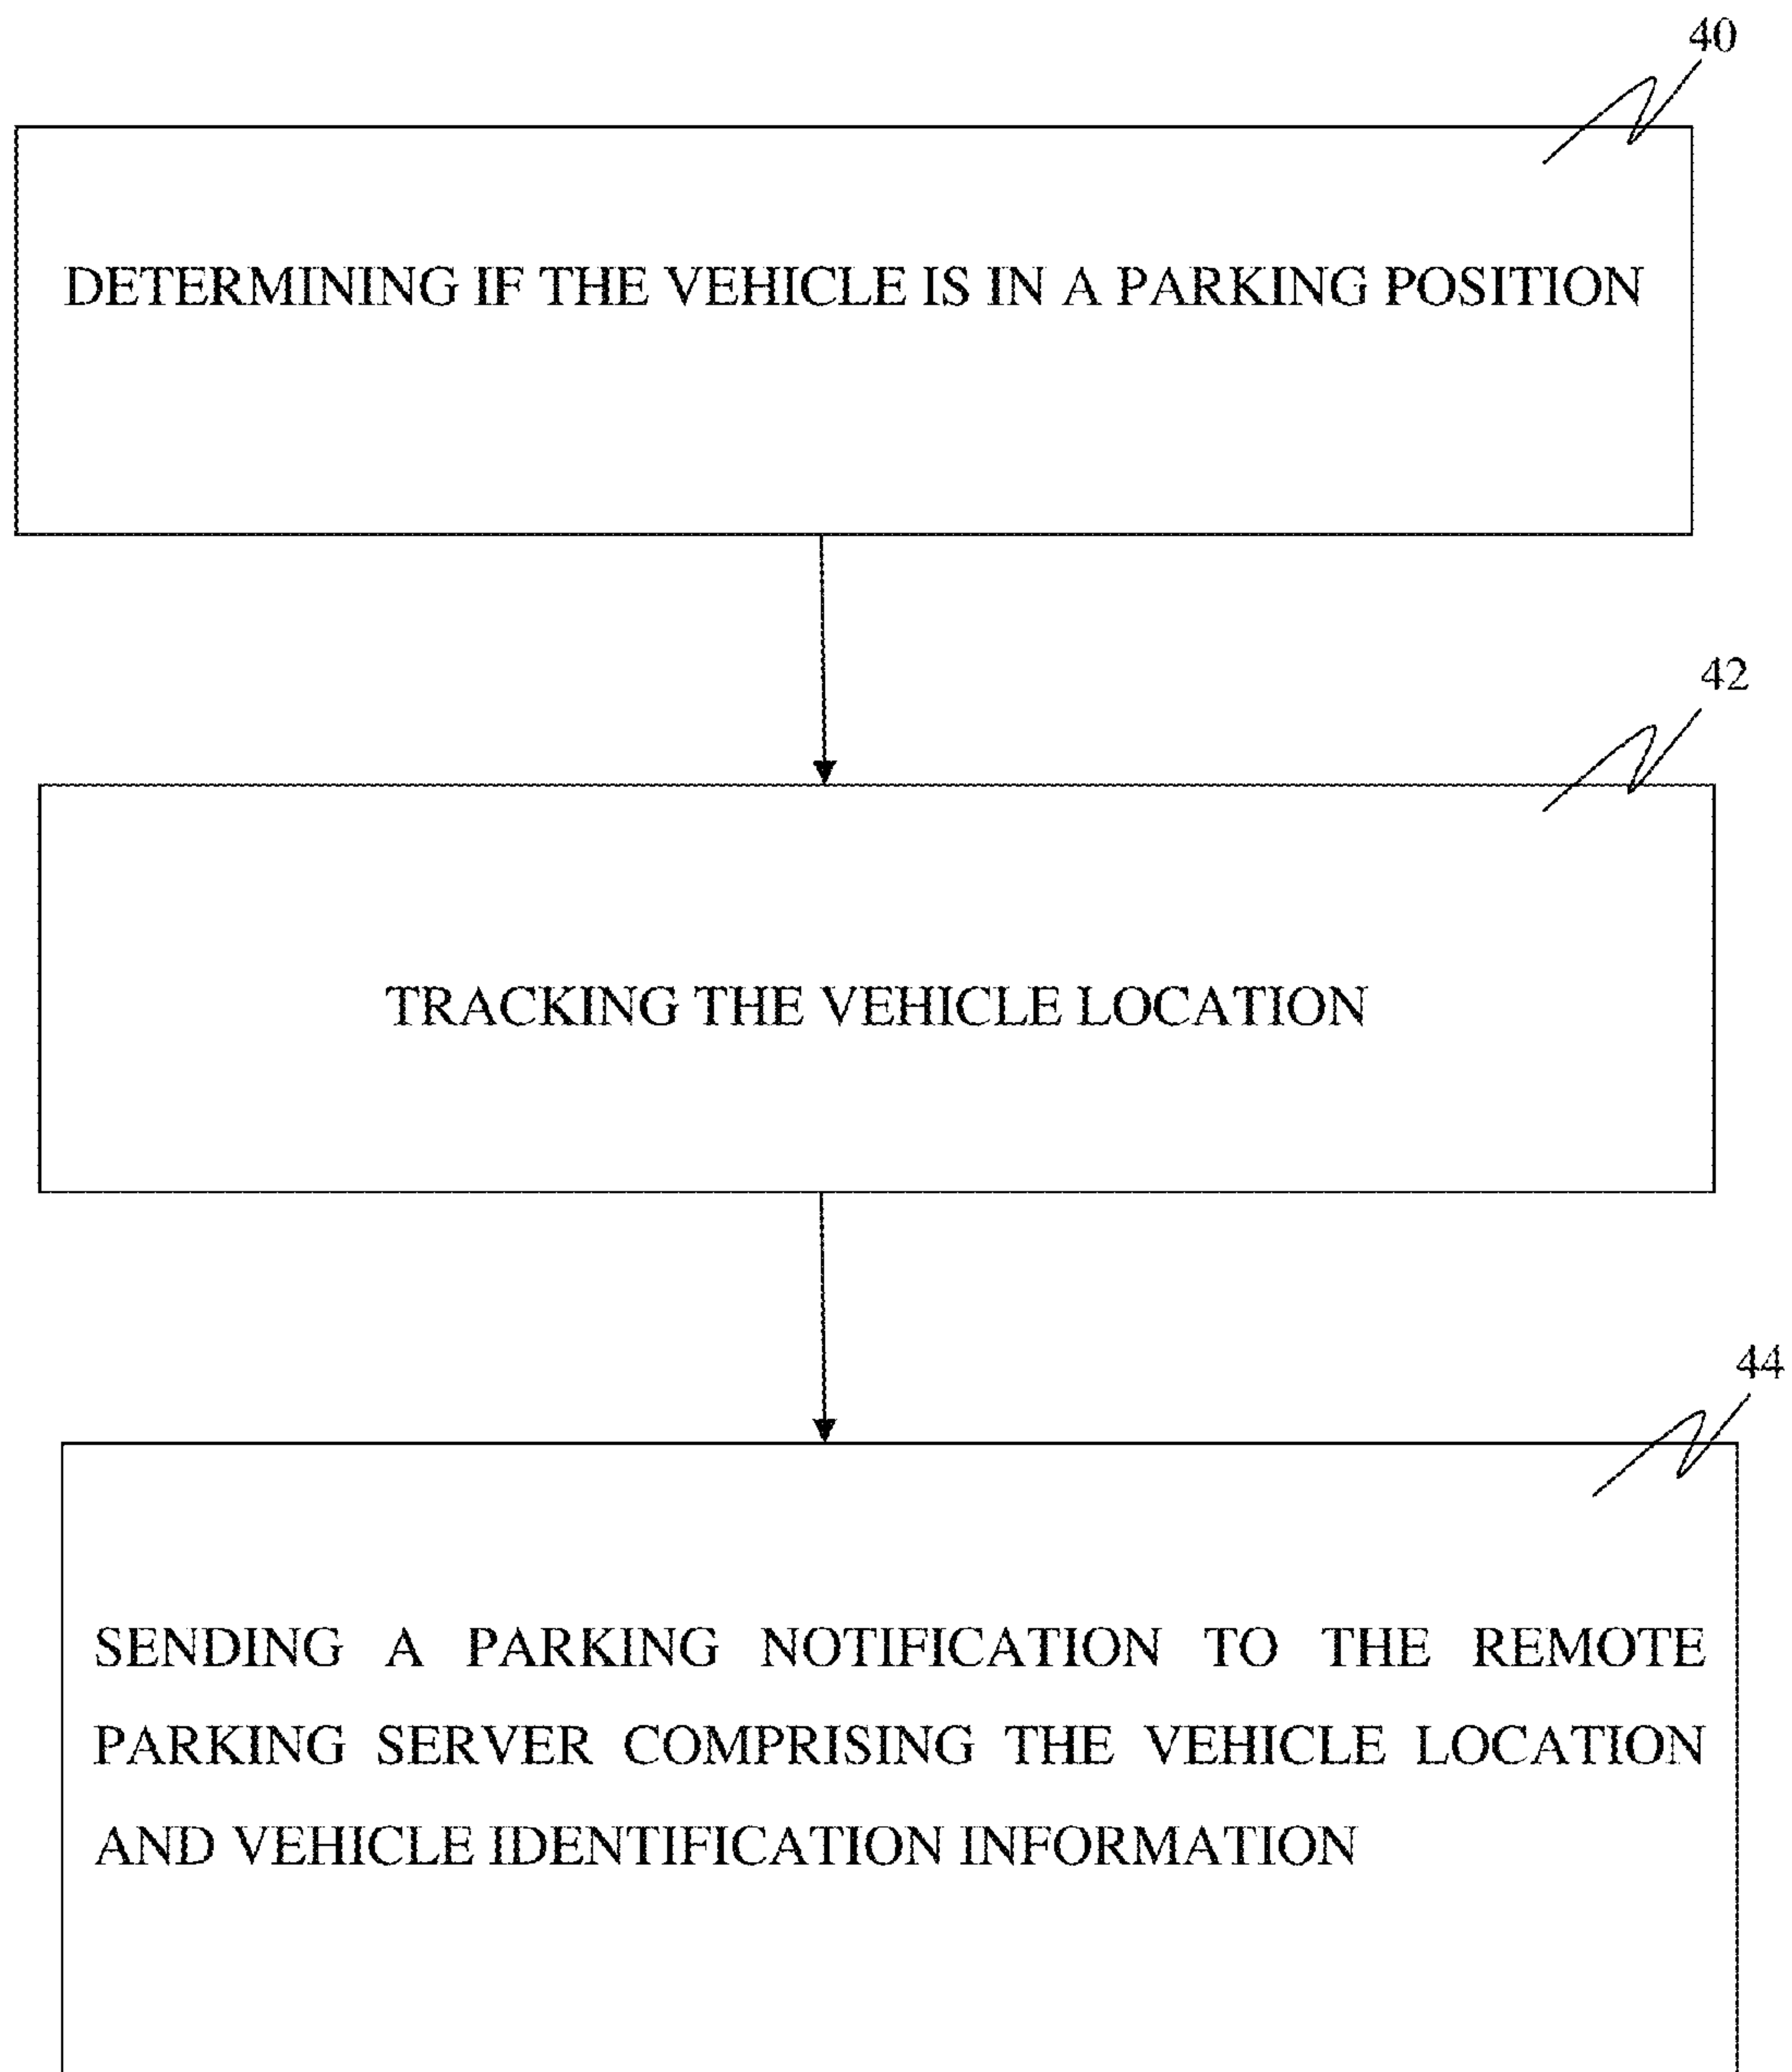 40
DETERMINING IF THE VEHICLE IS IN A PARKING POSITION
42
TRACKING THE VEHICLE LOCATION
44
SENDING A PARKING NOTIFICATION TO THE REMOTE
PARKING SERVER COMPRISING THE VEHICLE LOCATION
AND VEHICLE IDENTIFICATION INFORMATION